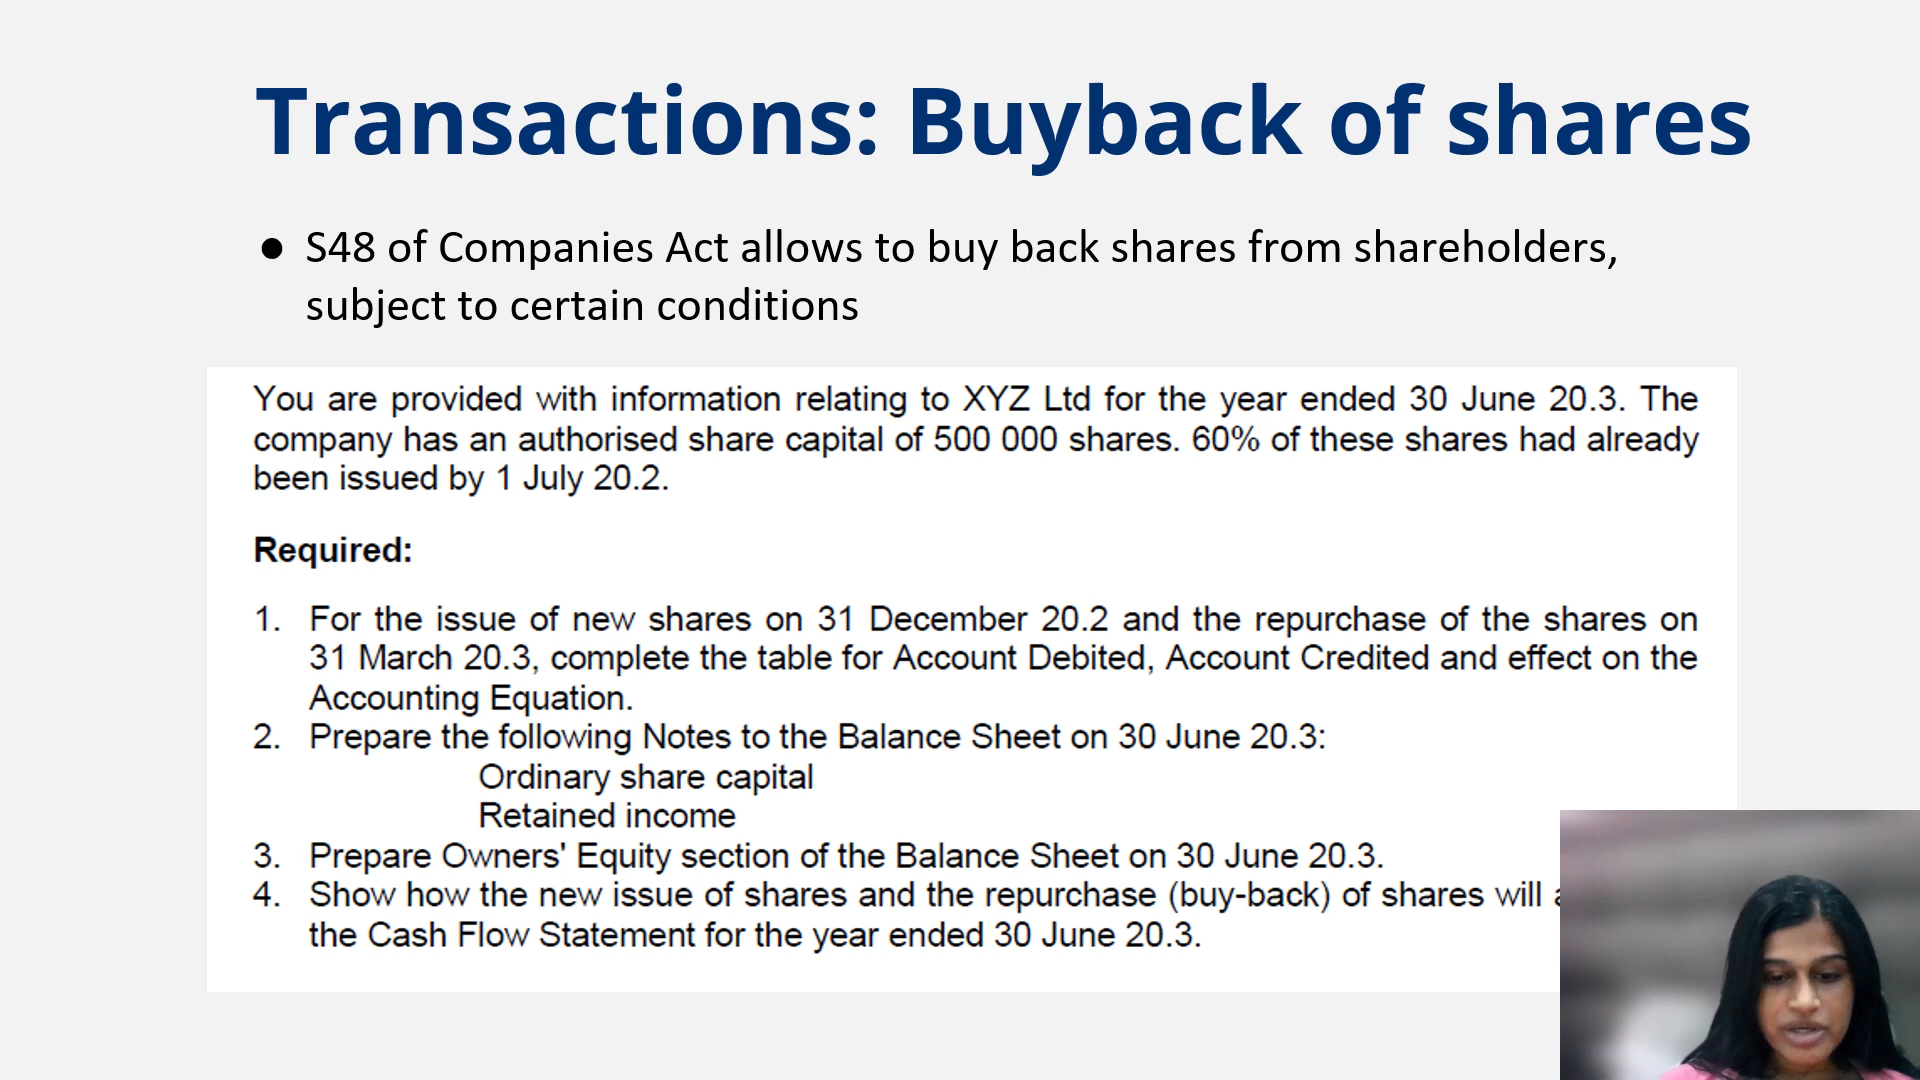 Transactions: Buyback of shares
● S48 of Companies Act allows to buy back shares from shareholders,
subject to certain conditions
You are provided with information relating to XYZ Ltd for the year ended 30 June 20.3. The
company has an authorised share capital of 500 000 shares. 60% of these shares had already
been issued by 1 July 20.2.
Required:
1. For the issue of new shares on 31 December 20.2 and the repurchase of the shares on
31 March 20.3, complete the table for Account Debited, Account Credited and effect on the
Accounting Equation.
2. Prepare the following Notes to the Balance Sheet on 30 June 20.3:
Ordinary share capital
Retained income
3. Prepare Owners' Equity section of the Balance Sheet on 30 June 20.3.
4. Show how the new issue of shares and the repurchase (buy-back) of shares will
the Cash Flow Statement for the year ended 30 June 20.3.